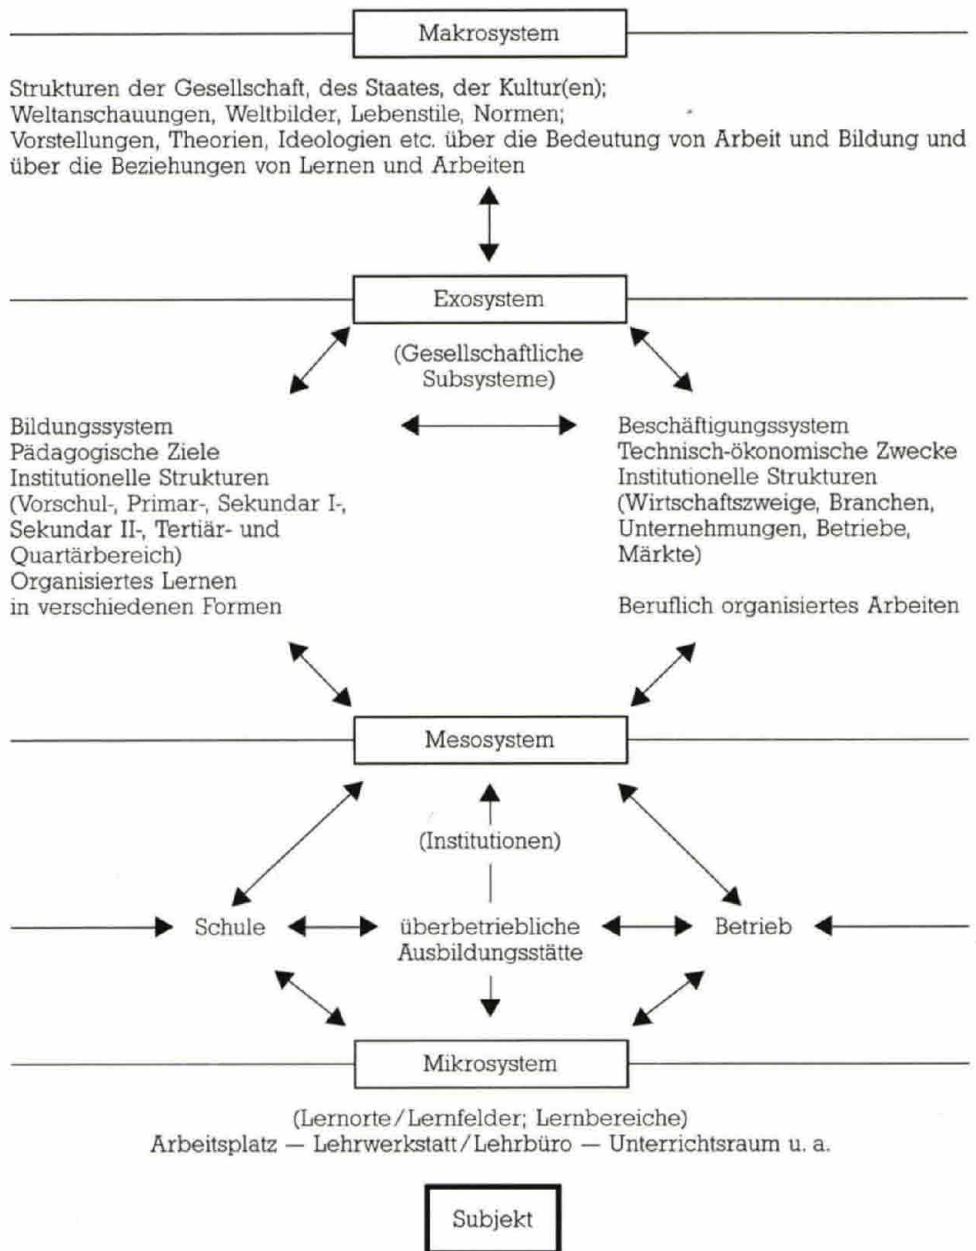 Makrosystem
Strukturen der Gesellschaft, des Staates, der Kultur(en);
Weltanschauungen, Weltbilder, Lebenstile, Normen;
Vorstellungen, Theorien, Ideologien etc. über die Bedeutung von Arbeit und Bildung und
über die Beziehungen von Lernen und Arbeiten
Exosystem
(Gesellschaftliche
Subsysteme)
Bildungssystem
Pädagogische Ziele
Institutionelle Strukturen
(Vorschul-, Primar-, Sekundar I-,
Sekundar II-, Tertiär- und
Quartärbereich)
Organisiertes Lernen
in verschiedenen Formen
Beschäftigungssystem
Technisch-ökonomische Zwecke
Institutionelle Strukturen
(Wirtschaftszweige, Branchen,
Unternehmungen, Betriebe,
Märkte)
Beruflich organisiertes Arbeiten
Mesosystem
(Institutionen)
Schule
überbetriebliche
Ausbildungsstätte
Betrieb
Mikrosystem
(Lernorte/Lernfelder; Lernbereiche)
Arbeitsplatz — Lehrwerkstatt/Lehrbüro — Unterrichtsraum u. a.
Subjekt